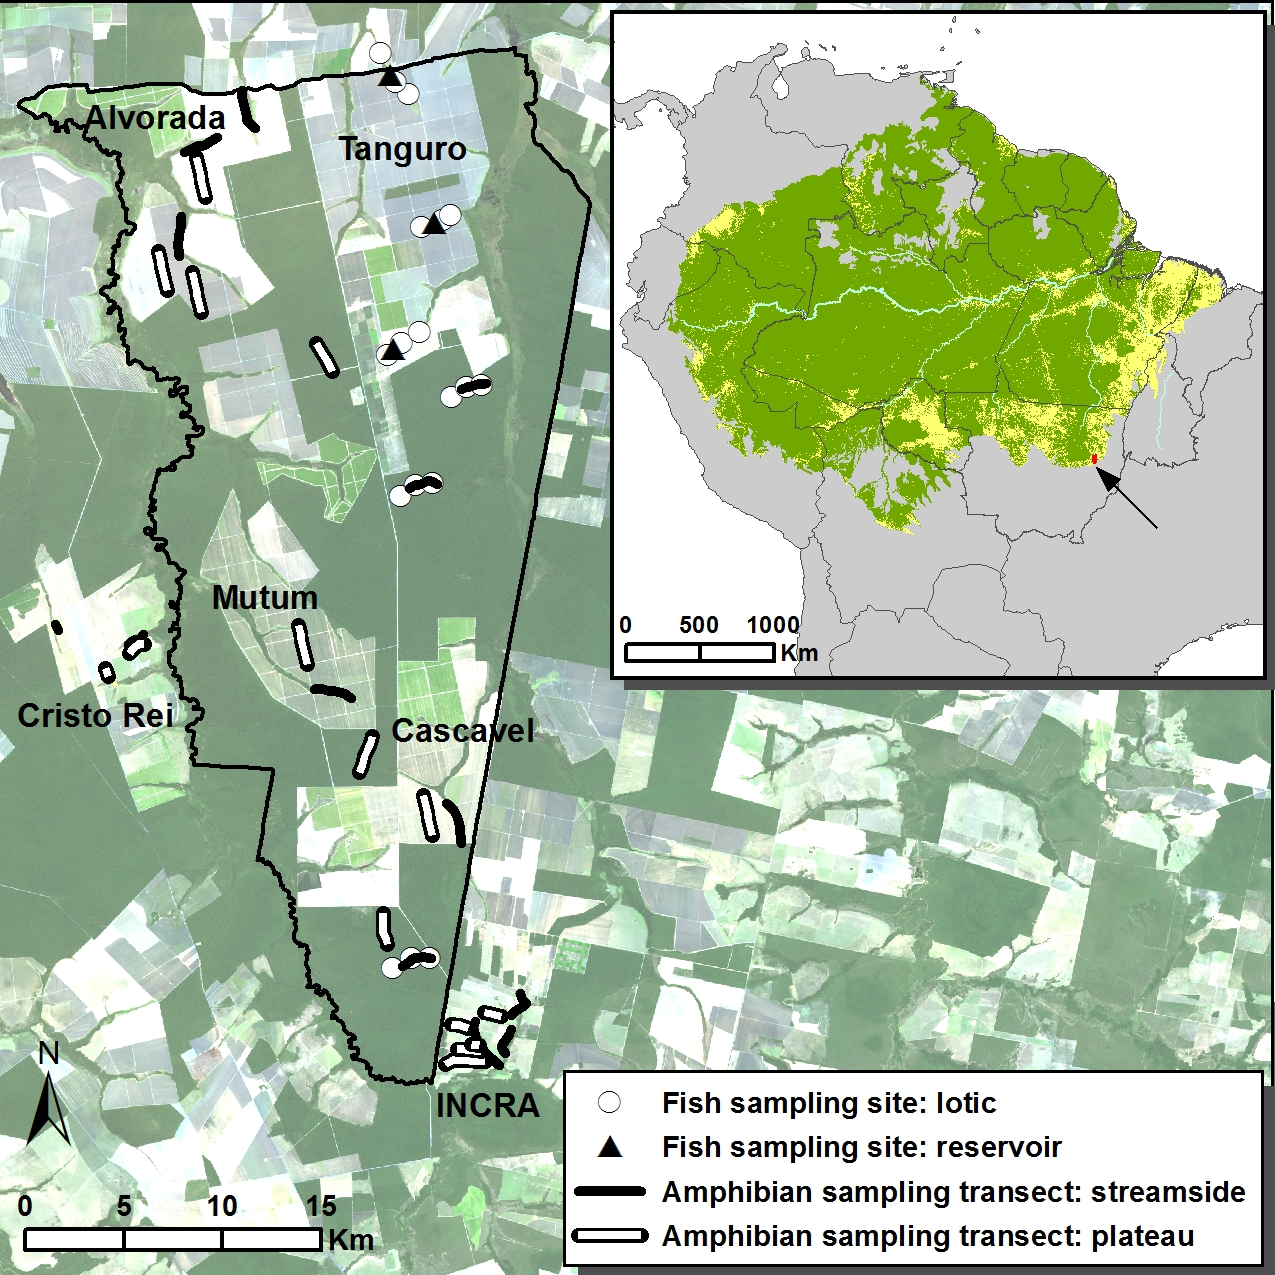 Alvorada
Tanguro
Mutum
Cristo Rei
Cascavel
INCRA
N
0 5 10 15
Km
0 500 1000
Km
Fish sampling site: lotic
Fish sampling site: reservoir
Amphibian sampling transect: streamside
Amphibian sampling transect: plateau